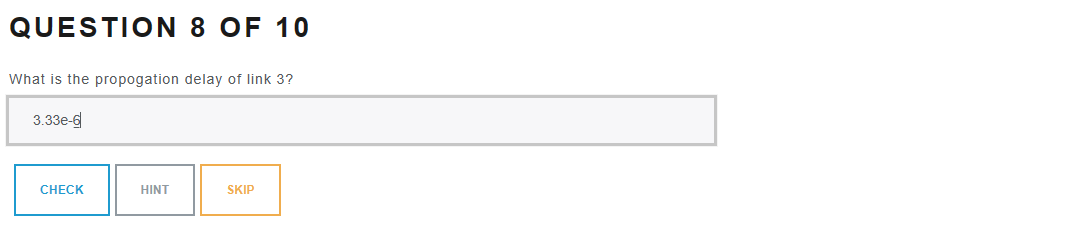 QUESTION 8 OF 10
What is the propogation delay of link 3?
3.33e-6
CHECK HINT SKIP